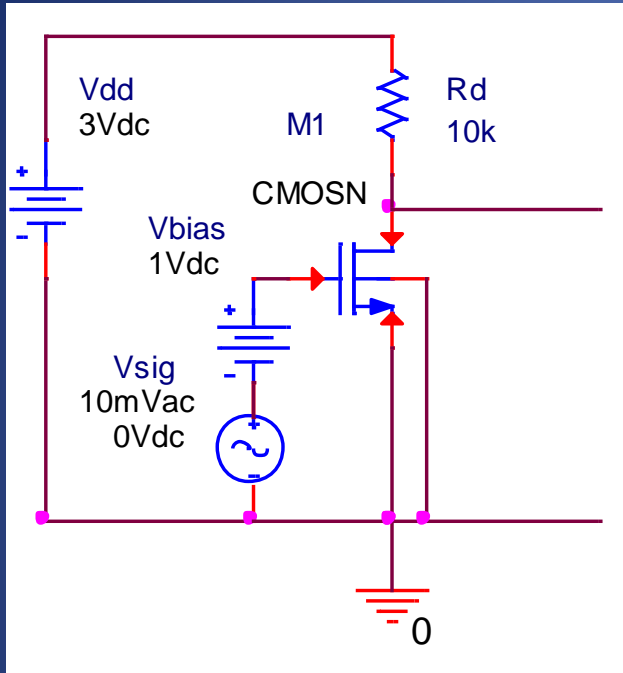 Vdd
3Vdc
M1
Rd
10k
CMOSN
Vbias
1Vdc
Vsig
10mVac
0Vdc
0